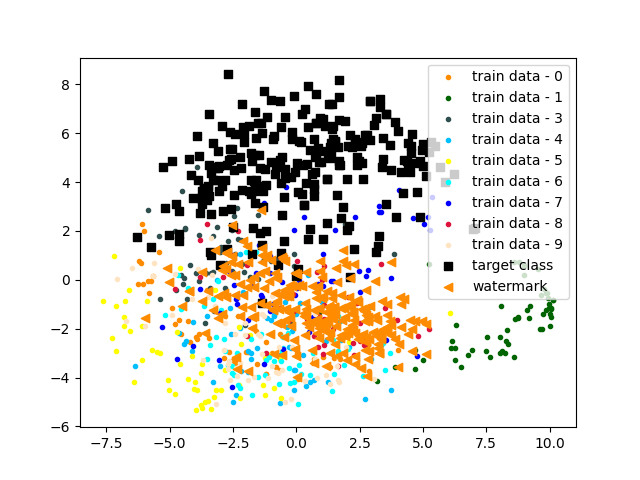 8
6
4
2
0
−2
−4
−6
−7.5
−5.0
−2.5
0.0
2.5
5.0
7.5
10.0
train data - 0
train data - 1
train data - 3
train data - 4
train data - 5
train data - 6
train data - 7
train data - 8
train data - 9
target class
watermark